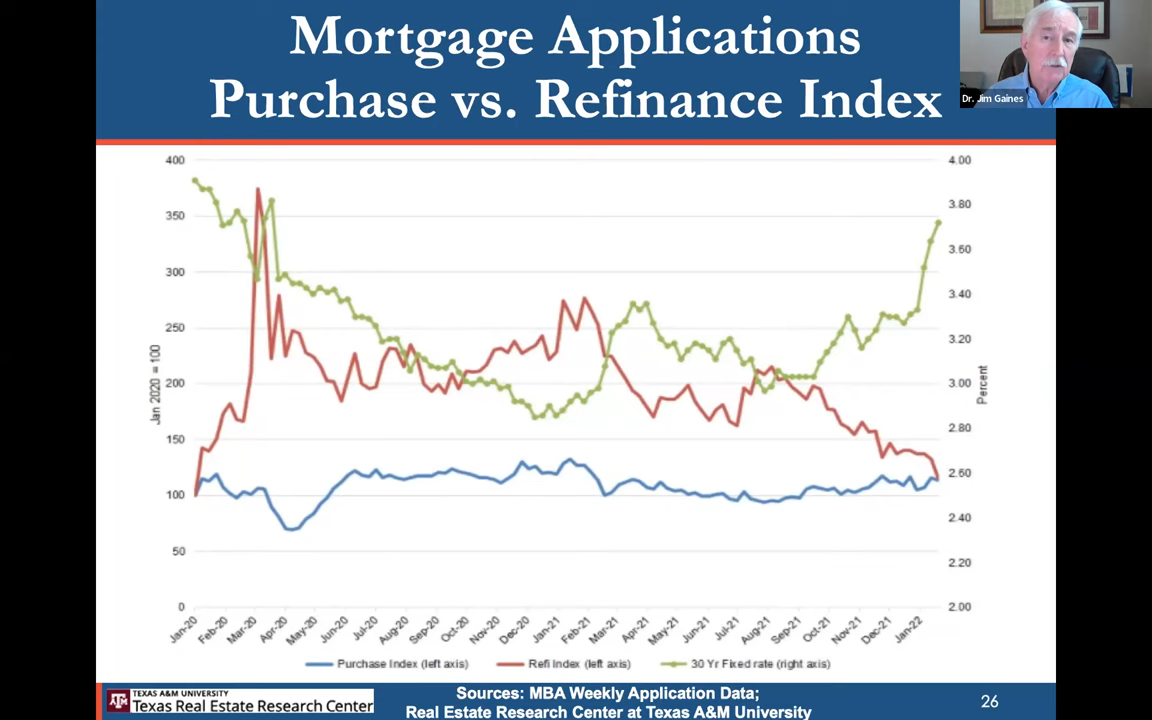 Mortgage Applications
Purchase vs. Refinance Index
Dr. Jim Gaines
400
350
300
250
200
150
100
50
0
Jan 2020 = 100
4.00
3.80
3.60
3.40
3.20
3.00
2.80
2.60
2.40
2.20
2.00
Percent
Jan-20
Feb-20
Mar-20
Apr-20
May-20
Jun-20
Jul-20
Aug-20
Sep-20
Oct-20
Nov-20
Dec-20
Jan-21
Feb-21
Mar-21
Apr-21
May-21
Jun-21
Jul-21
Aug-21
Sep-21
Oct-21
Nov-21
Dec-21
Jan-22
Purchase Index (left axis)
Refi Index (left axis)
30 Yr Fixed rate (right axis)
TEXAS A&M UNIVERSITY
Texas Real Estate Research Center
Sources: MBA Weekly Application Data;
Real Estate Research Center at Texas A&M University
26